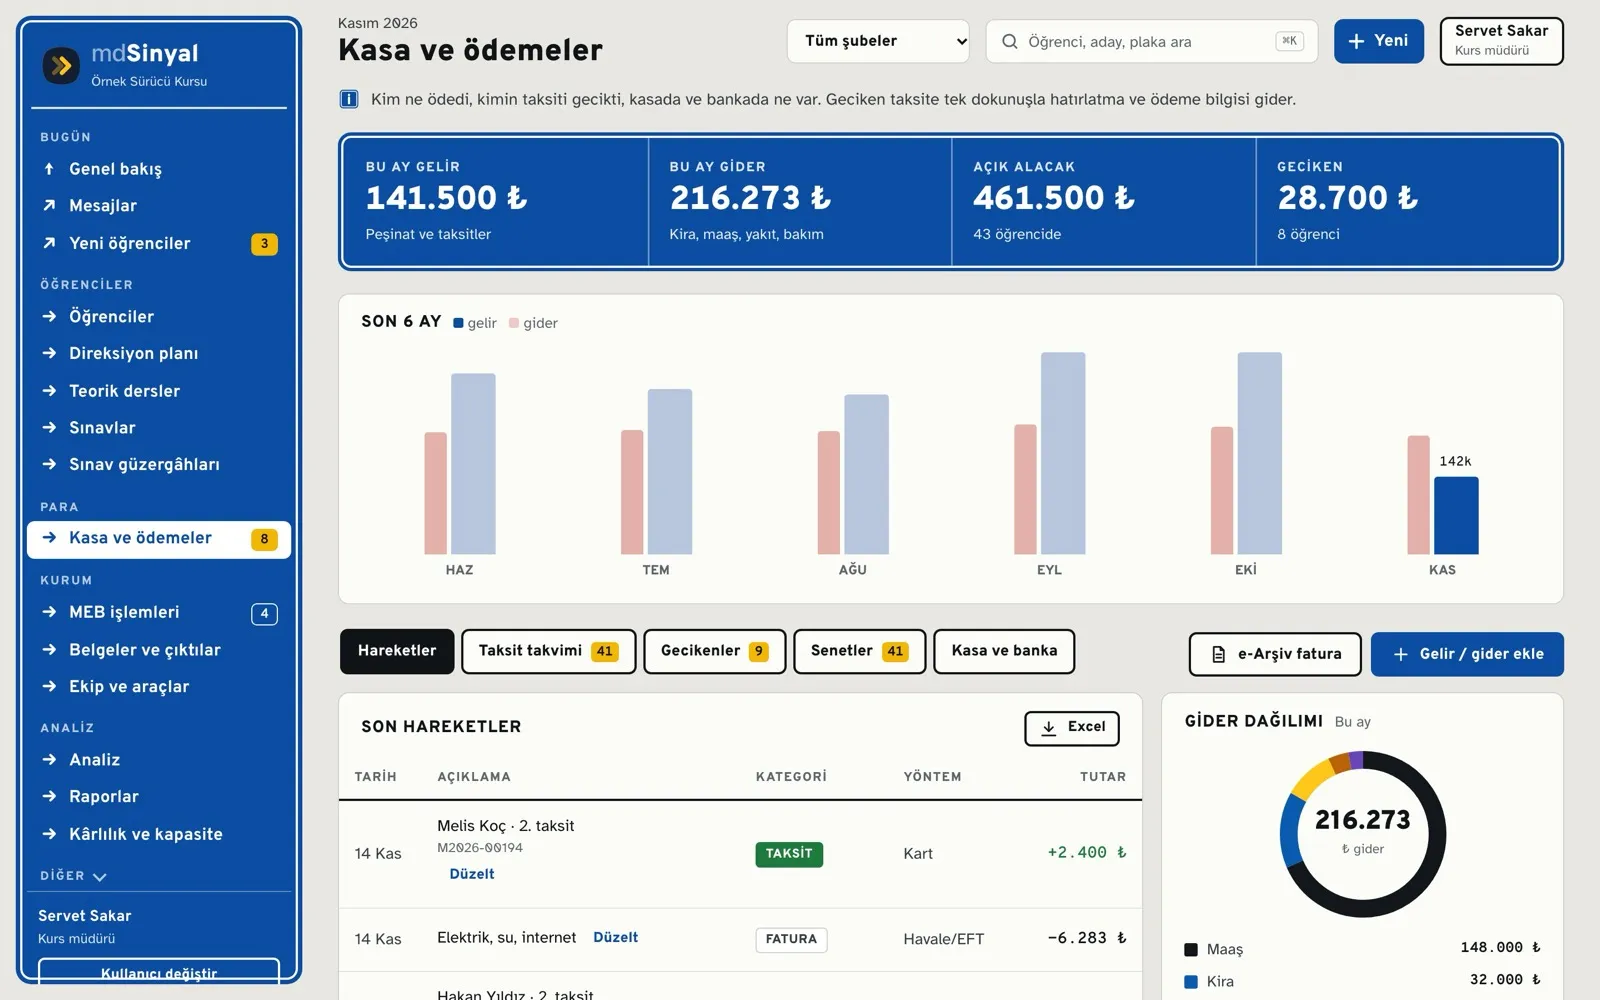 mdSinyal
Örnek Sürücü Kursu
BUGÜN
Genel bakış
Mesajlar
Yeni öğrenciler 3
ÖĞRENCİLER
Öğrenciler
Direksiyon planı
Teorik dersler
Sınavlar
Sınav güzergâhları
PARA
Kasa ve ödemeler 8
KURUM
MEB işlemleri 4
Belgeler ve çıktılar
Ekip ve araçlar
ANALİZ
Analiz
Raporlar
Kârlılık ve kapasite
DİĞER
Servet Sakar
Kurs müdürü
Kullanıcı değiştir
Kasım 2026
Kasa ve ödemeler
Tüm şubeler
Öğrenci, aday, plaka ara ⌘K
+ Yeni
Servet Sakar
Kurs müdürü
Kim ne ödedi, kimin taksiti gecikti, kasada ve bankada ne var. Geciken taksite tek dokunuşla hatırlatma ve ödeme bilgisi gider.
BU AY GELİR
141.500 ₺
Peşinat ve taksitler
BU AY GİDER
216.273 ₺
Kira, maaş, yakıt, bakım
AÇIK ALACAK
461.500 ₺
43 öğrencide
GECİKEN
28.700 ₺
8 öğrenci
SON 6 AY gelir gider
142k
HAZ TEM AĞU EYL EKİ KAS
Hareketler
Taksit takvimi 41
Gecikenler 9
Senetler 41
Kasa ve banka
e-Arşiv fatura
+ Gelir / gider ekle
SON HAREKETLER
Excel
TARİH AÇIKLAMA KATEGORİ YÖNTEM TUTAR
14 Kas Melis Koç · 2. taksit
M2026-00194
Düzelt
TAKSİT Kart +2.400 ₺
14 Kas Elektrik, su, internet Düzelt FATURA Havale/EFT −6.283 ₺
Hakan Yıldız · 2. taksit
GİDER DAĞILIMI Bu ay
216.273
₺ gider
Maaş 148.000 ₺
Kira 32.000 ₺